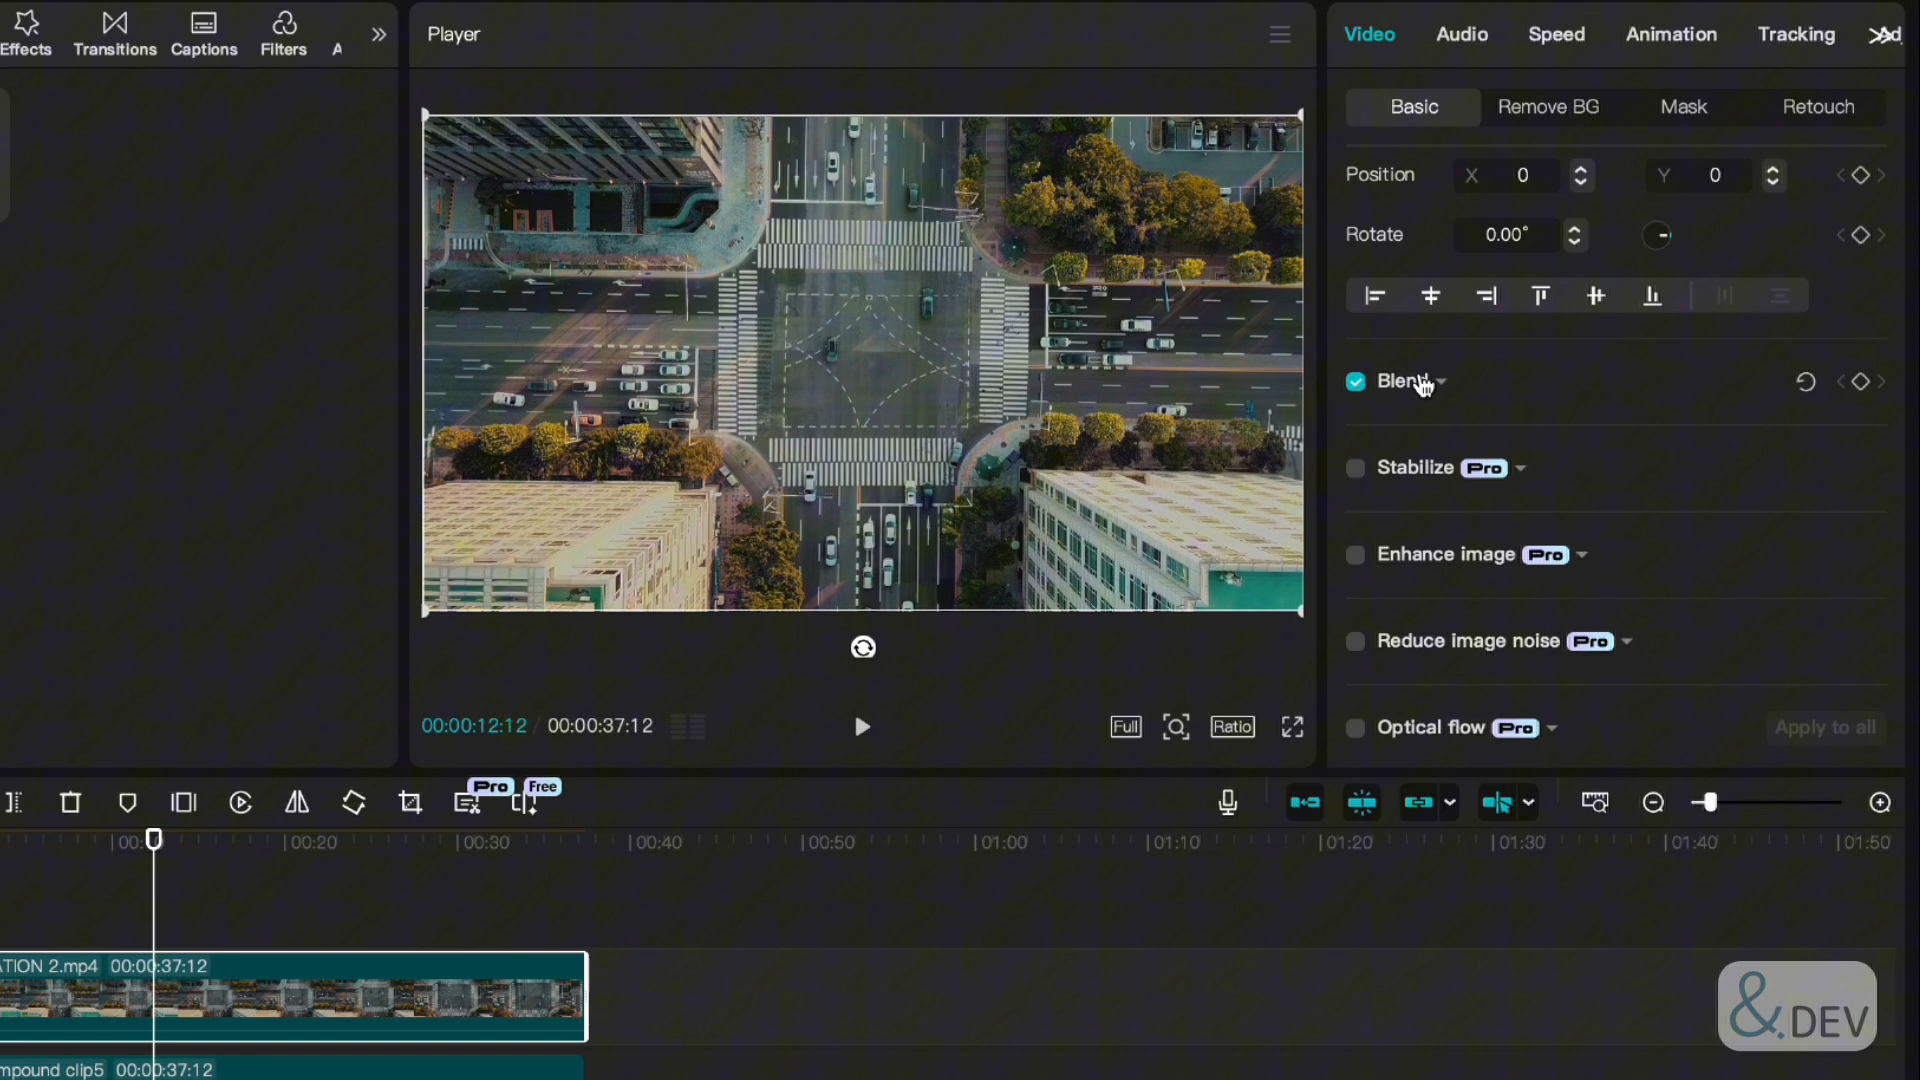 Effects
Transitions
Captions
Filters
A
Player
Video
Audio
Speed
Animation
Tracking
Basic
Remove BG
Mask
Retouch
Position
X
0
Y
0
Rotate
0.00°
Blend
Stabilize Pro
Enhance image Pro
Reduce image noise Pro
Optical flow Pro
Apply to all
00:00:12:12 / 00:00:37:12
Full
Ratio
Pro
Free
00:20
00:30
00:40
00:50
01:00
01:10
01:20
01:30
01:40
01:50
ATION 2.mp4 00:00:37:12
mpound clip5 00:00:37:12
&.DEV